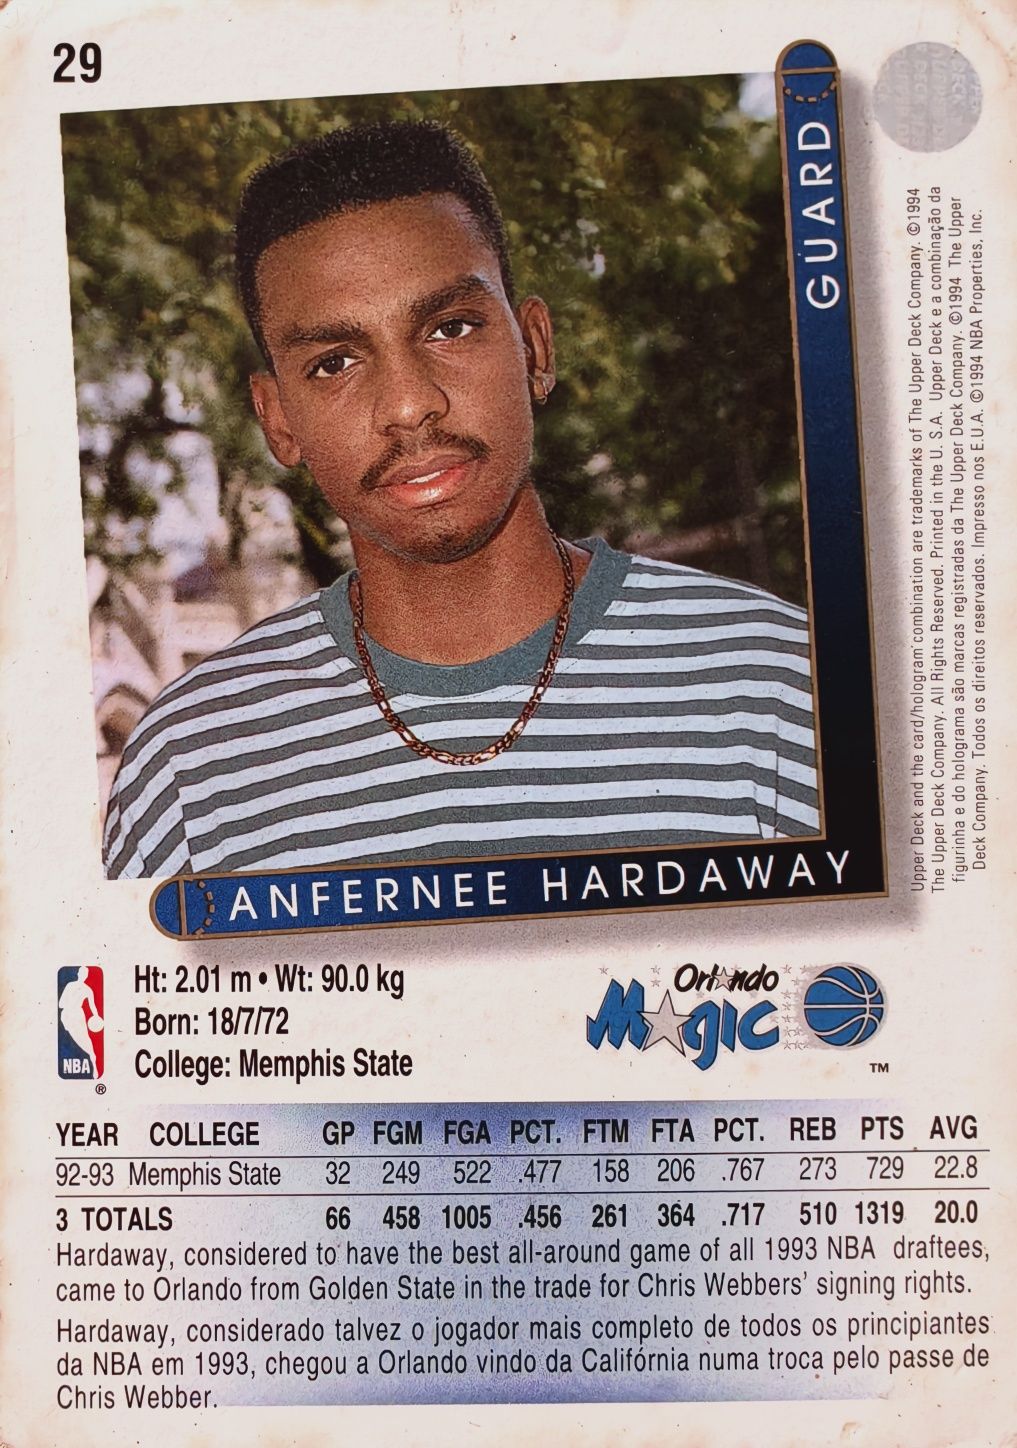 29
GUARD
ANFERNEE HARDAWAY
Upper Deck and the card/hologram combination are trademarks of The Upper Deck Company. ©1994
The Upper Deck Company. All Rights Reserved. Printed in the U. S.A. Upper Deck e a combinação da
figurinha e do holograma são marcas registradas da The Upper Deck Company. ©1994 The Upper
Deck Company. Todos os direitos reservados. Impresso nos E.U.A. ©1994 NBA Properties, Inc.
NBA
®
Ht: 2.01 m • Wt: 90.0 kg
Born: 18/7/72
College: Memphis State
Orlando
Magic
TM
YEAR COLLEGE GP FGM FGA PCT. FTM FTA PCT. REB PTS AVG
92-93 Memphis State 32 249 522 .477 158 206 .767 273 729 22.8
3 TOTALS 66 458 1005 .456 261 364 .717 510 1319 20.0
Hardaway, considered to have the best all-around game of all 1993 NBA draftees,
came to Orlando from Golden State in the trade for Chris Webbers' signing rights.
Hardaway, considerado talvez o jogador mais completo de todos os principiantes
da NBA em 1993, chegou a Orlando vindo da Califórnia numa troca pelo passe de
Chris Webber.